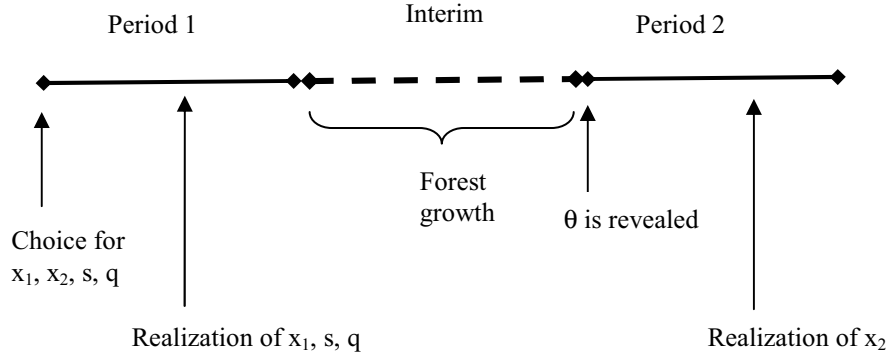 Period 1
Interim
Period 2
Forest
growth
θ is revealed
Choice for
x₁, x₂, s, q
Realization of x₁, s, q
Realization of x₂